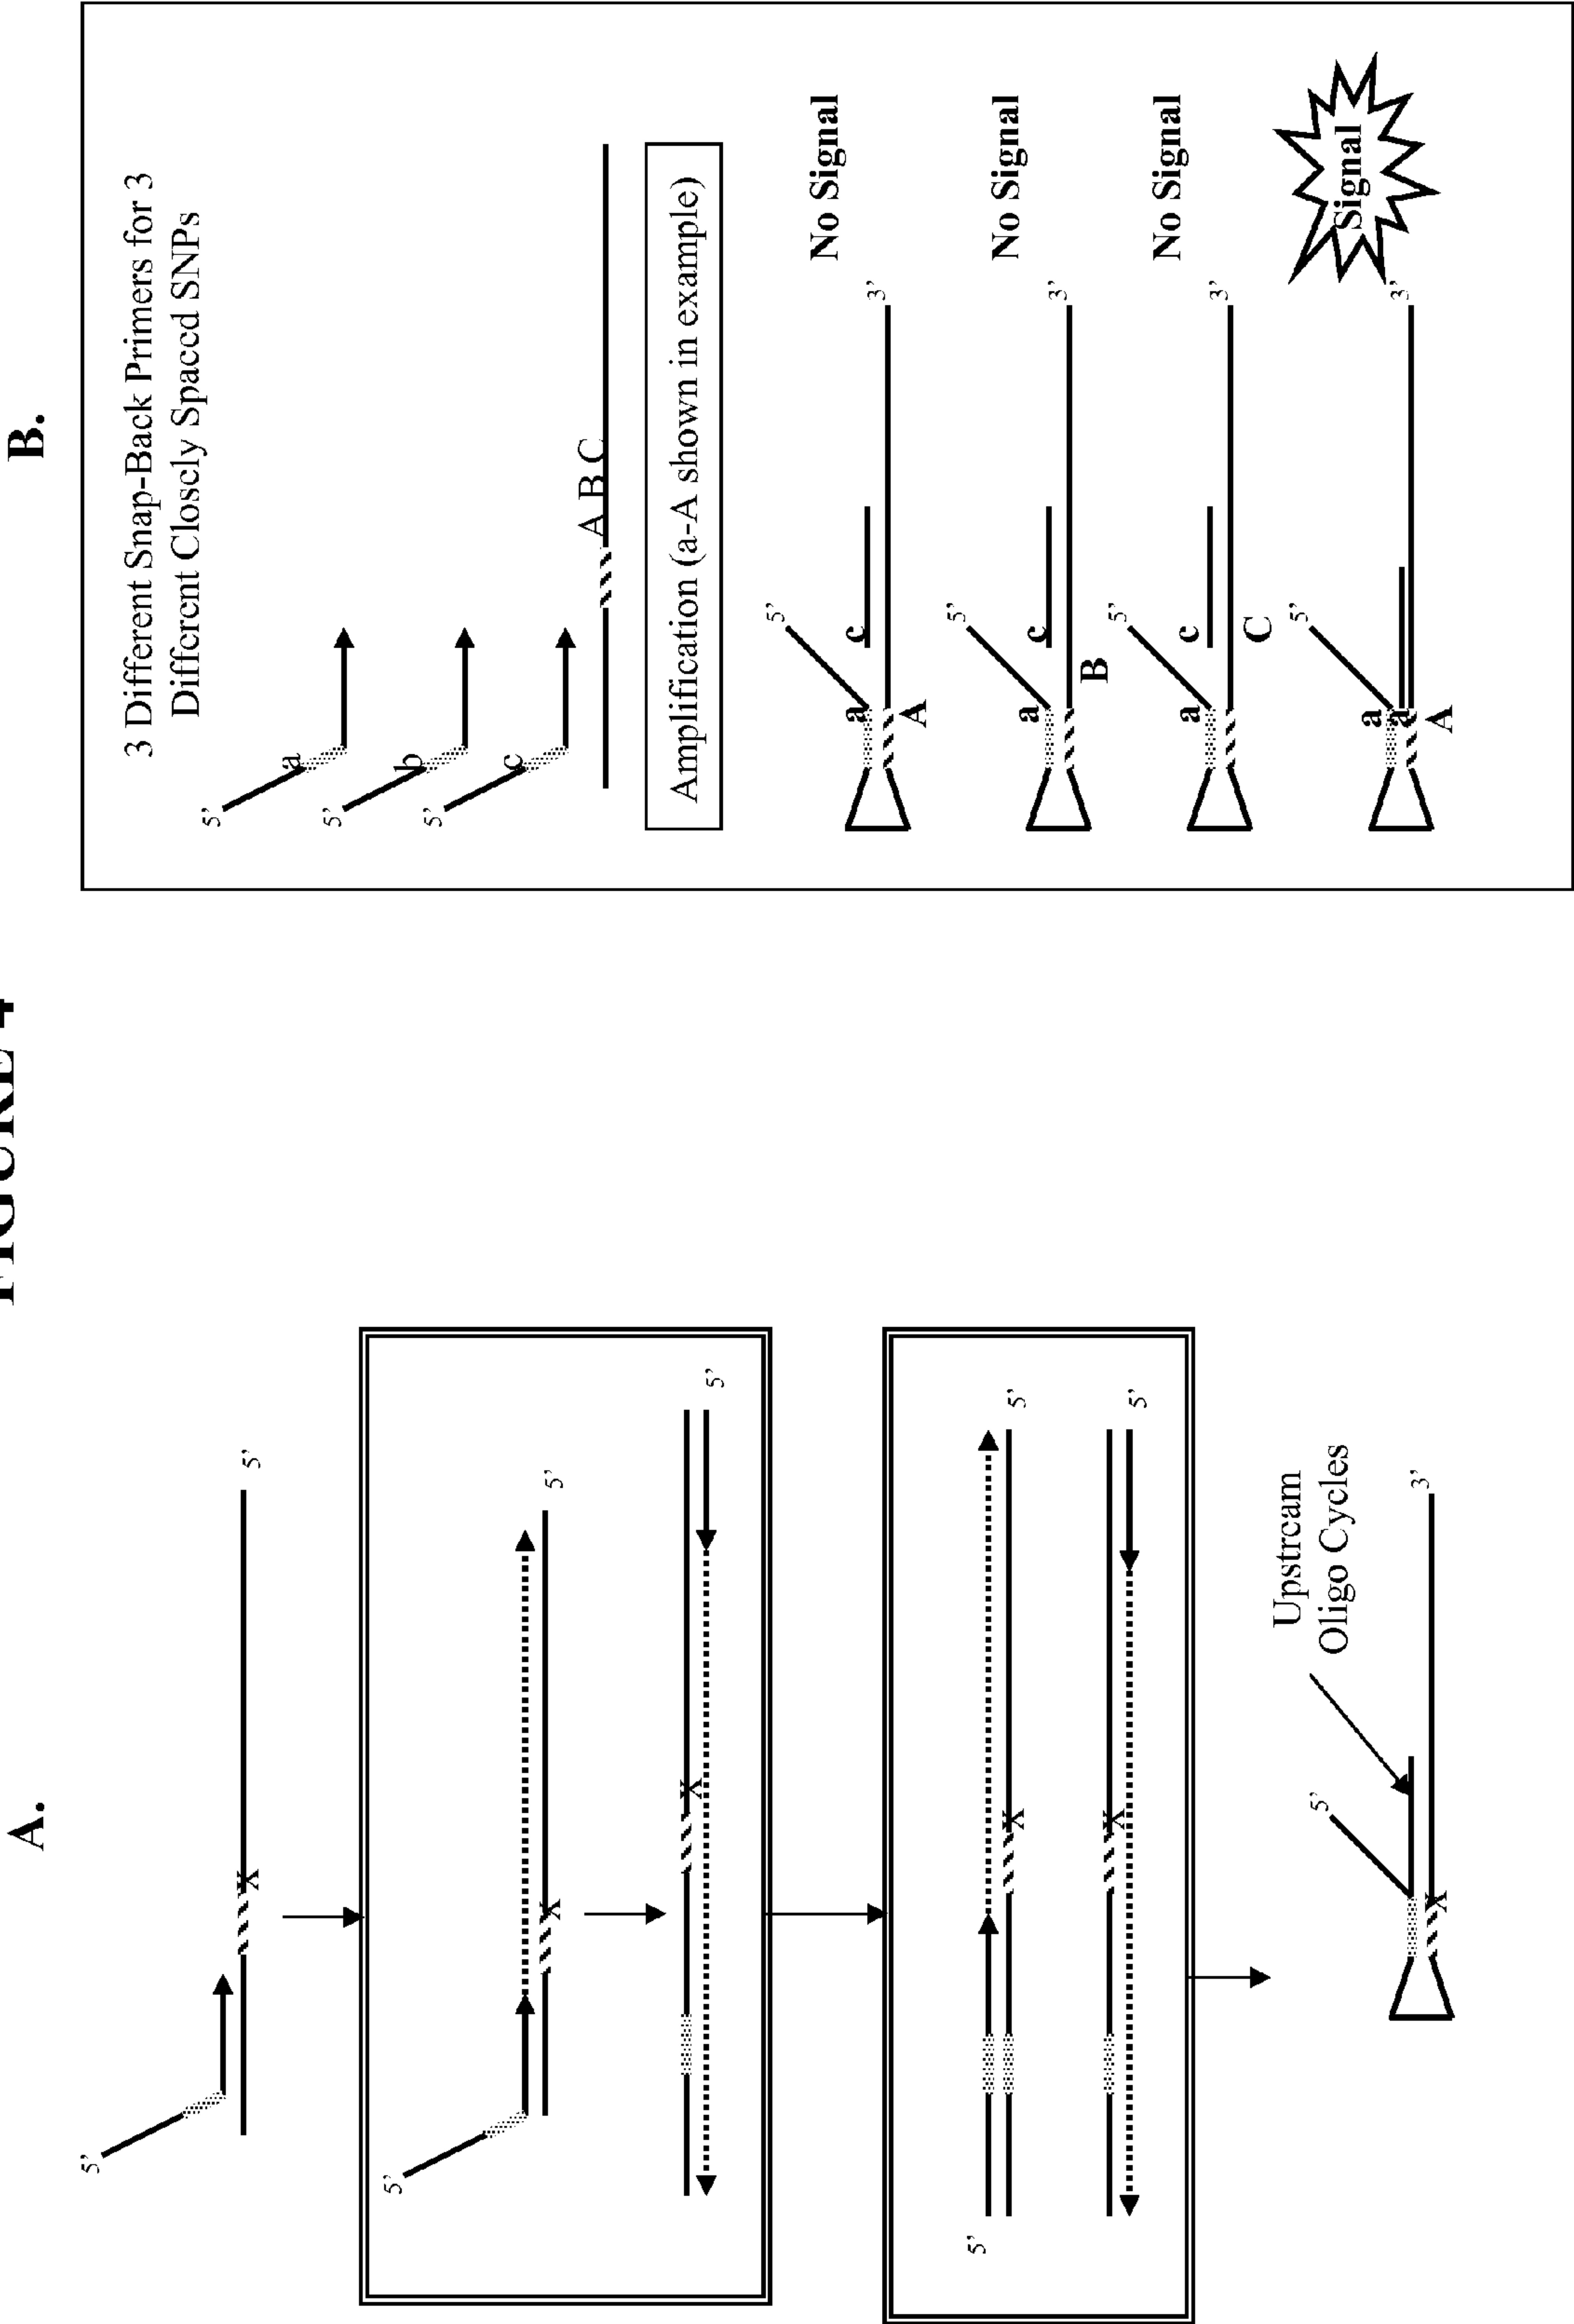 FIGURE 4
A.
5'
X
5'
5'
X
5'
X
5'
5'
X
5'
X
5'
Upstream
Oligo Cycles
5'
3'
X
B.
3 Different Snap-Back Primers for 3
Different Closely Spaced SNPs
5'
a
5'
b
5'
c
A B C
Amplification (a-A shown in example)
5'
a
c
3'
A
No Signal
5'
a
c
3'
B
No Signal
5'
a
c
3'
C
No Signal
5'
a
a
3'
A
Signal